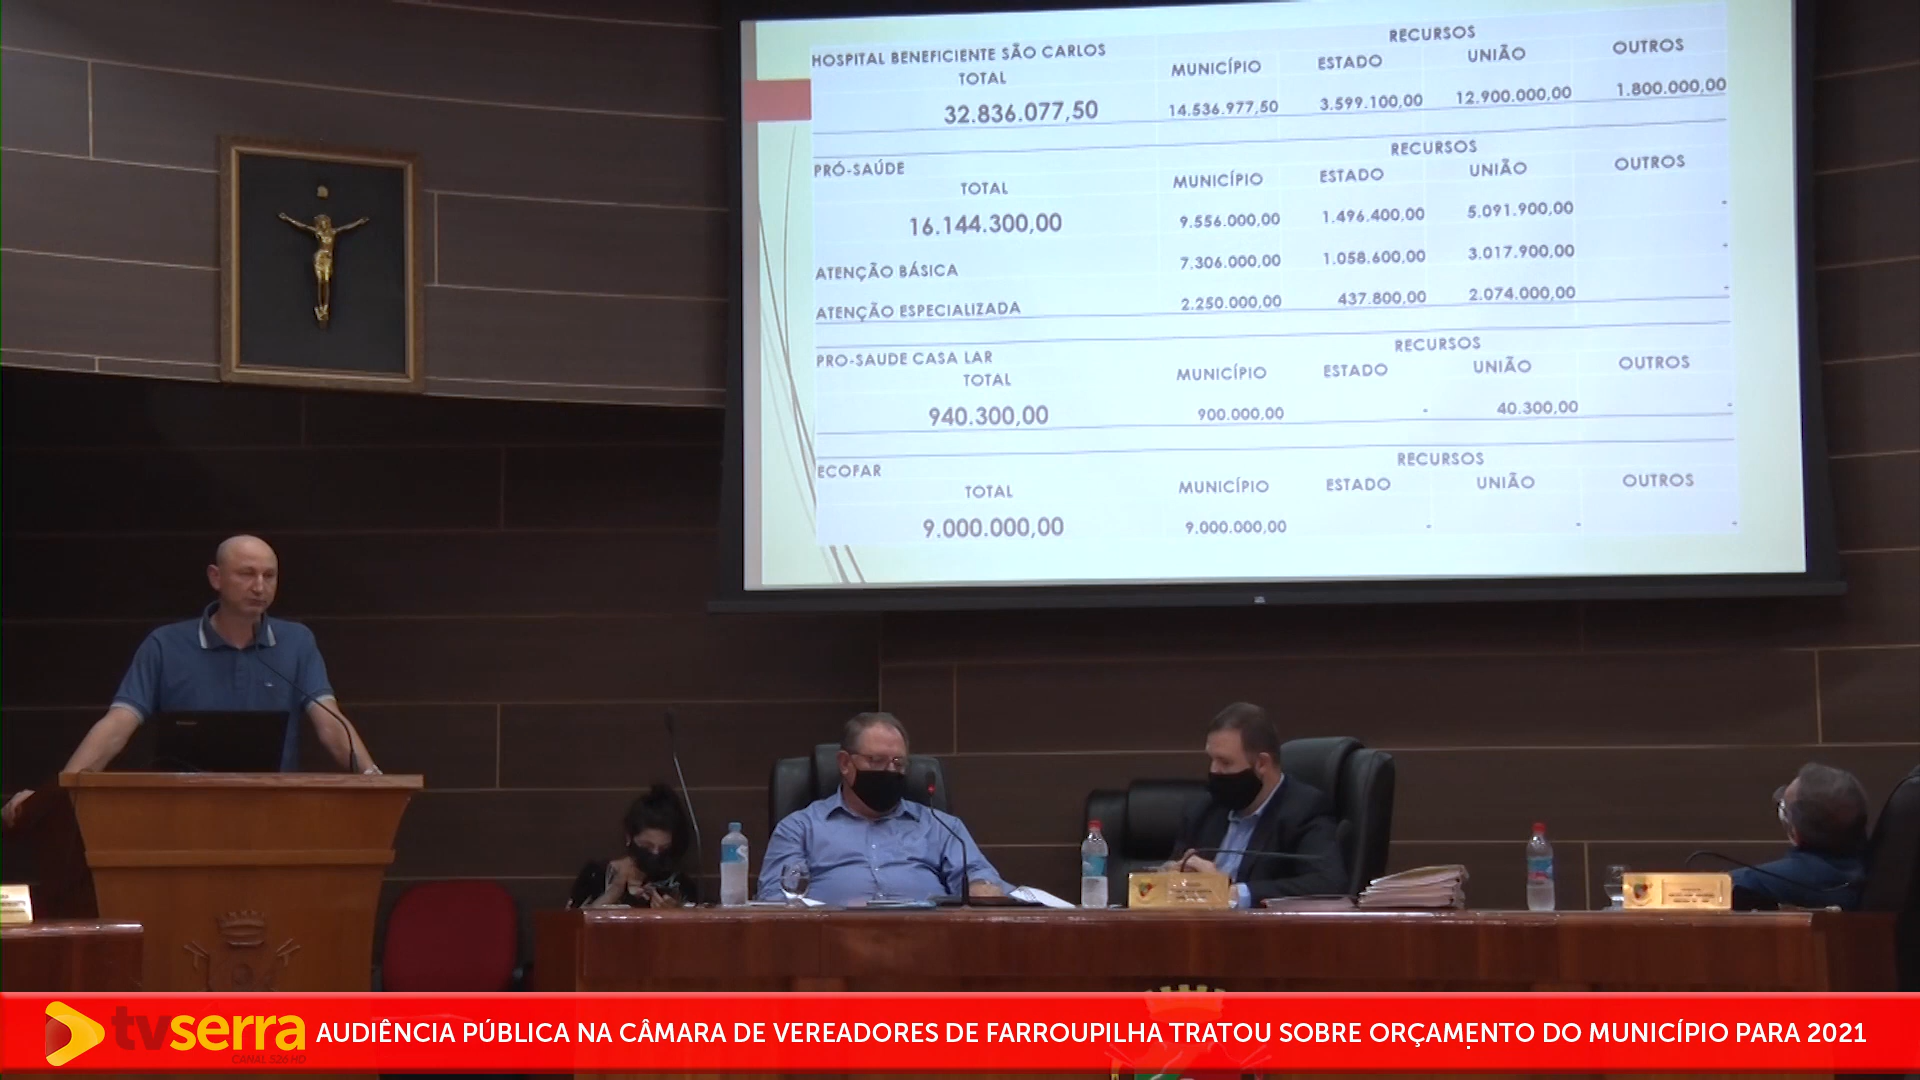 RECURSOS
HOSPITAL BENEFICIENTE SÃO CARLOS
TOTAL MUNICÍPIO ESTADO UNIÃO OUTROS
32.836.077,50 14.536.977,50 3.599.100,00 12.900.000,00 1.800.000,00
RECURSOS
PRÓ-SAÚDE
TOTAL MUNICÍPIO ESTADO UNIÃO OUTROS
16.144.300,00 9.556.000,00 1.496.400,00 5.091.900,00 -
ATENÇÃO BÁSICA 7.306.000,00 1.058.600,00 3.017.900,00 -
ATENÇÃO ESPECIALIZADA 2.250.000,00 437.800,00 2.074.000,00 -
RECURSOS
PRO-SAUDE CASA LAR
TOTAL MUNICÍPIO ESTADO UNIÃO OUTROS
940.300,00 900.000,00 - 40.300,00 -
RECURSOS
ECOFAR
TOTAL MUNICÍPIO ESTADO UNIÃO OUTROS
9.000.000,00 9.000.000,00 - - -
tvserra
CANAL 526 HD
AUDIÊNCIA PÚBLICA NA CÂMARA DE VEREADORES DE FARROUPILHA TRATOU SOBRE ORÇAMENTO DO MUNICÍPIO PARA 2021
.